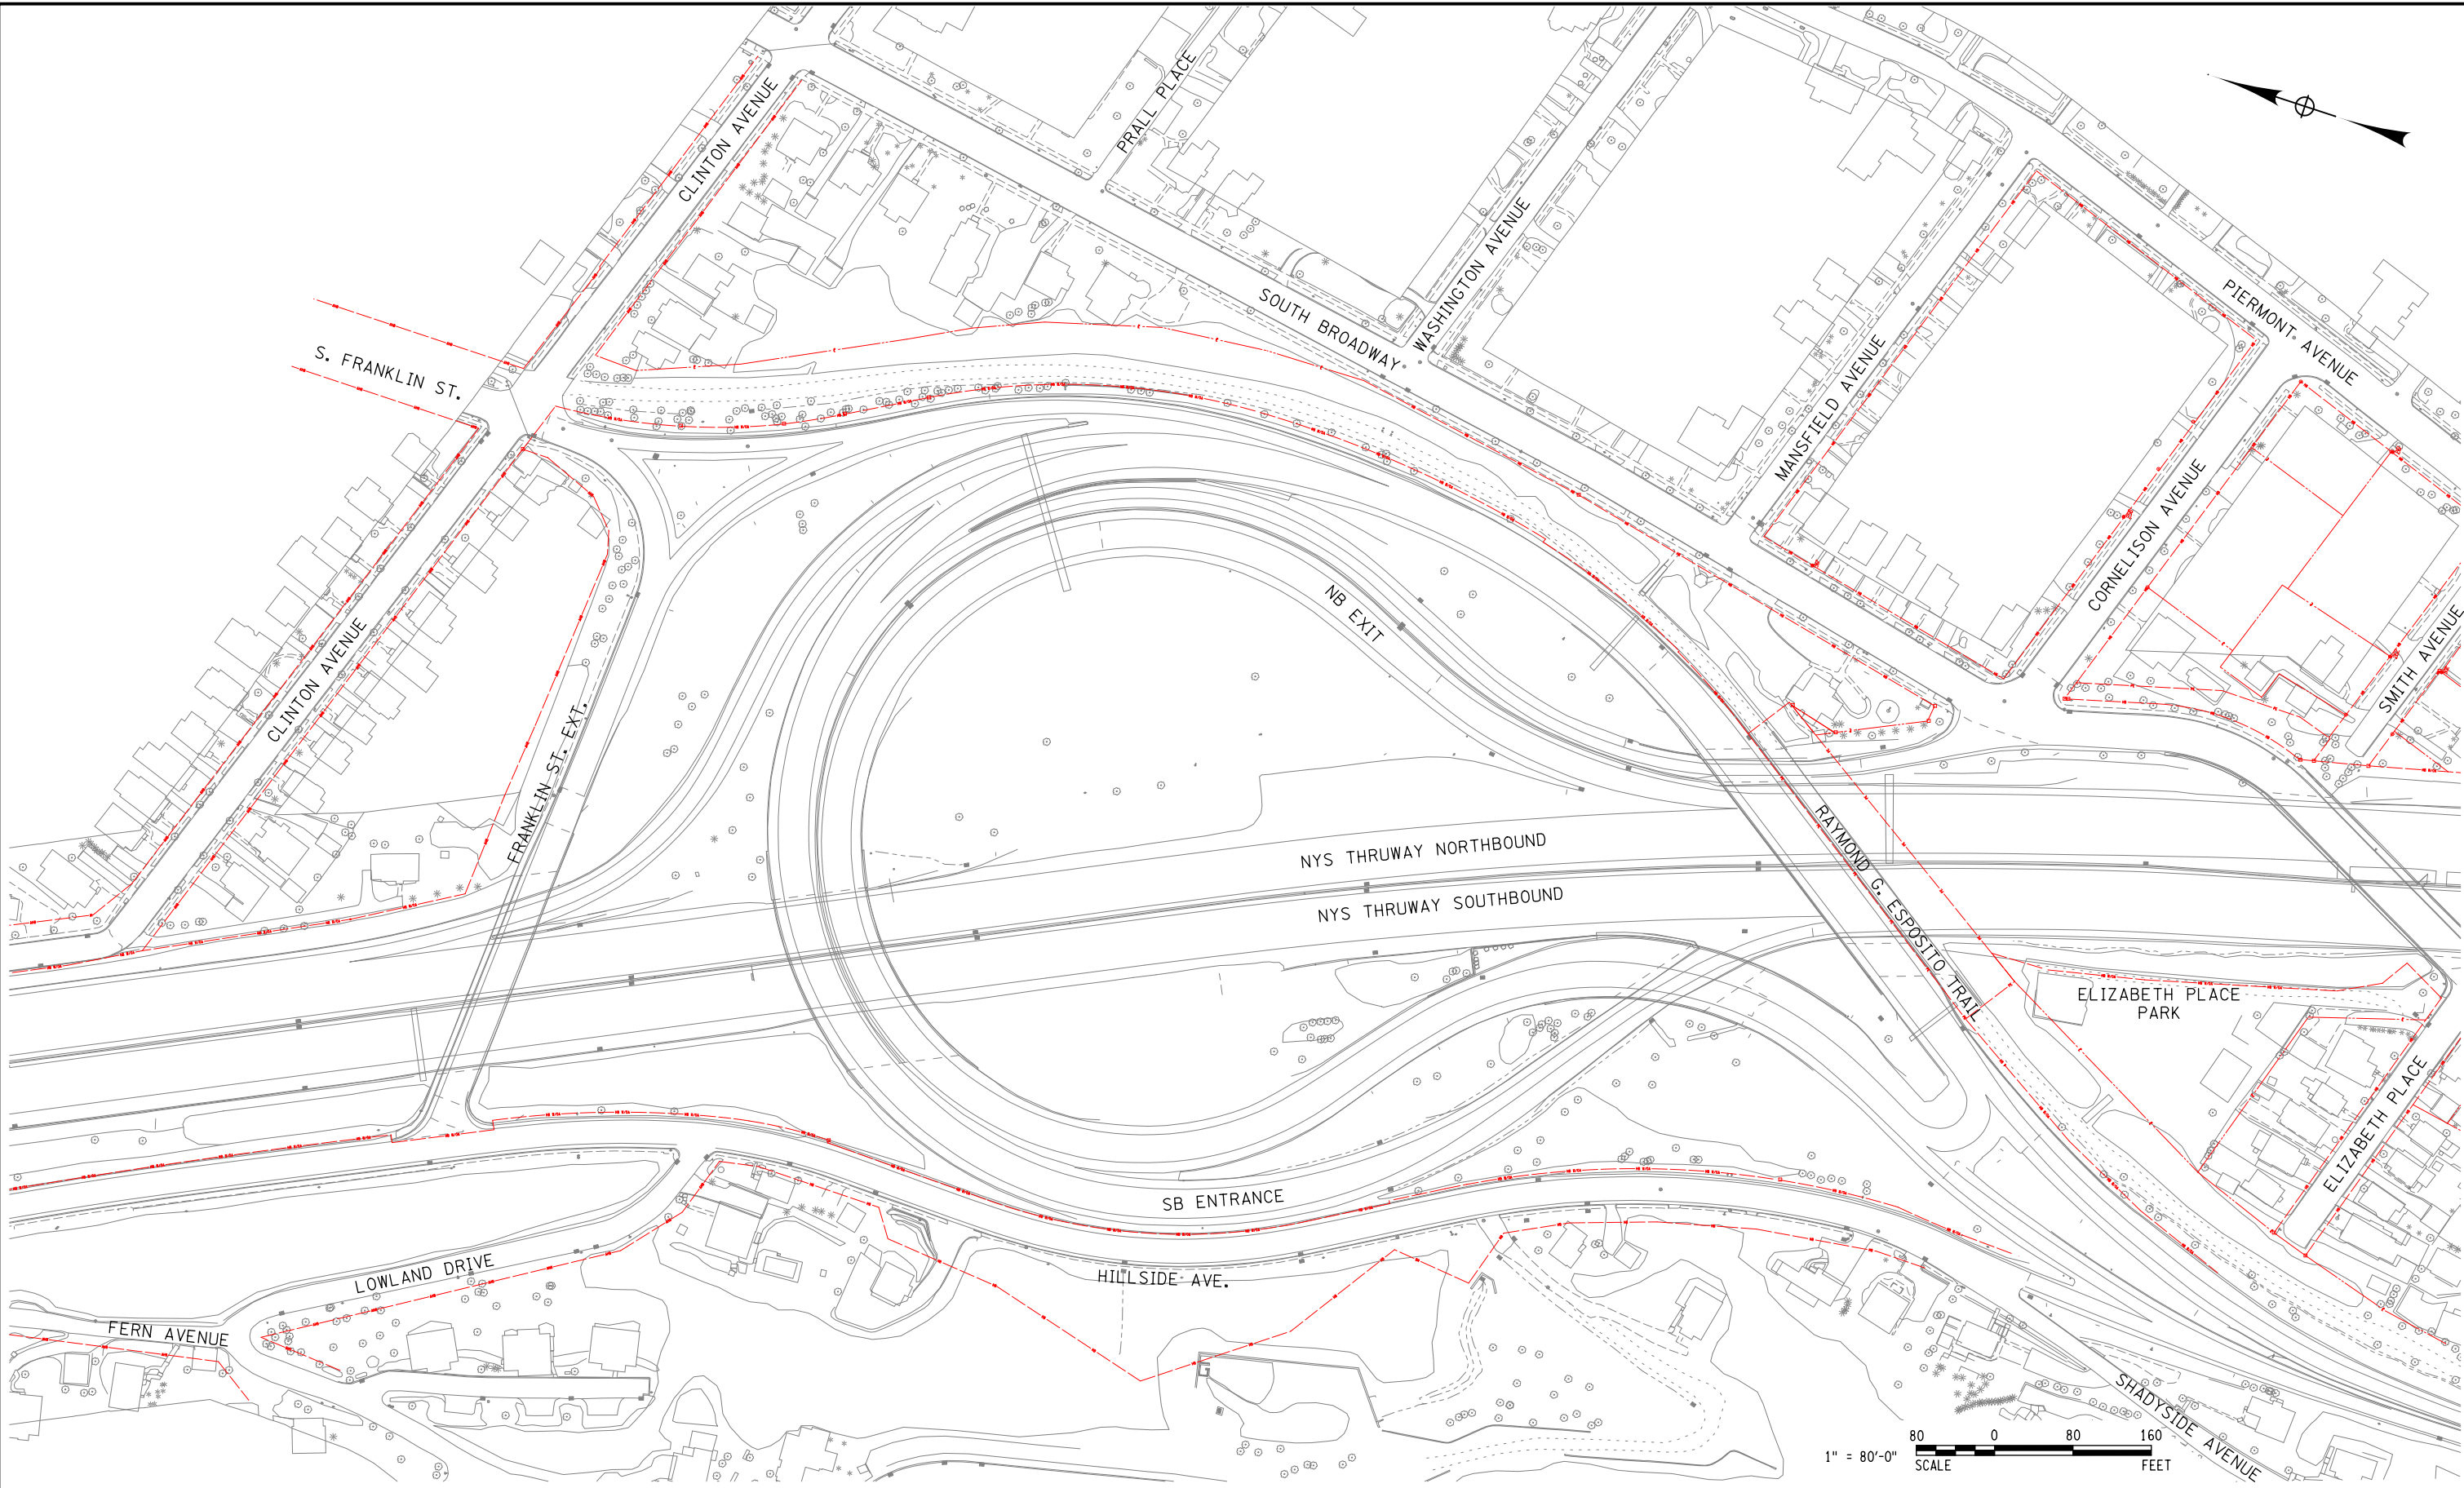 CLINTON AVENUE
PRALL PLACE
S. FRANKLIN ST.
SOUTH BROADWAY
WASHINGTON AVENUE
MANSFIELD AVENUE
PIERMONT AVENUE
CORNELISON AVENUE
SMITH AVENUE
CLINTON AVENUE
FRANKLIN ST. EXT.
NB EXIT
NYS THRUWAY NORTHBOUND
NYS THRUWAY SOUTHBOUND
RAYMOND G. ESPOSITO TRAIL
ELIZABETH PLACE
PARK
ELIZABETH PLACE
SB ENTRANCE
HILLSIDE AVE.
LOWLAND DRIVE
FERN AVENUE
SHADYSIDE AVENUE
1" = 80'-0"
80 0 80 160
SCALE FEET